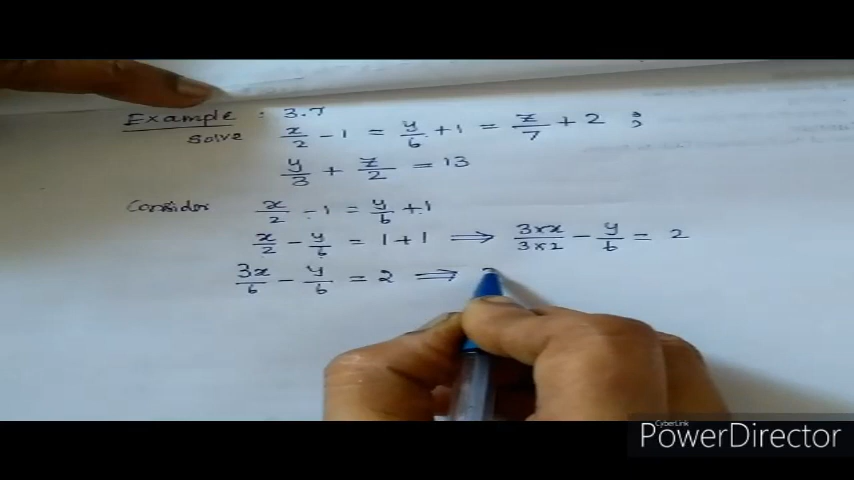 Example : 3.7
Solve x/2 - 1 = y/6 + 1 = z/7 + 2 ;
y/3 + z/2 = 13
Consider x/2 - 1 = y/6 + 1
x/2 - y/6 = 1 + 1 ⟹ 3×x/3×2 - y/6 = 2
3x/6 - y/6 = 2 ⟹
CyberLink
PowerDirector